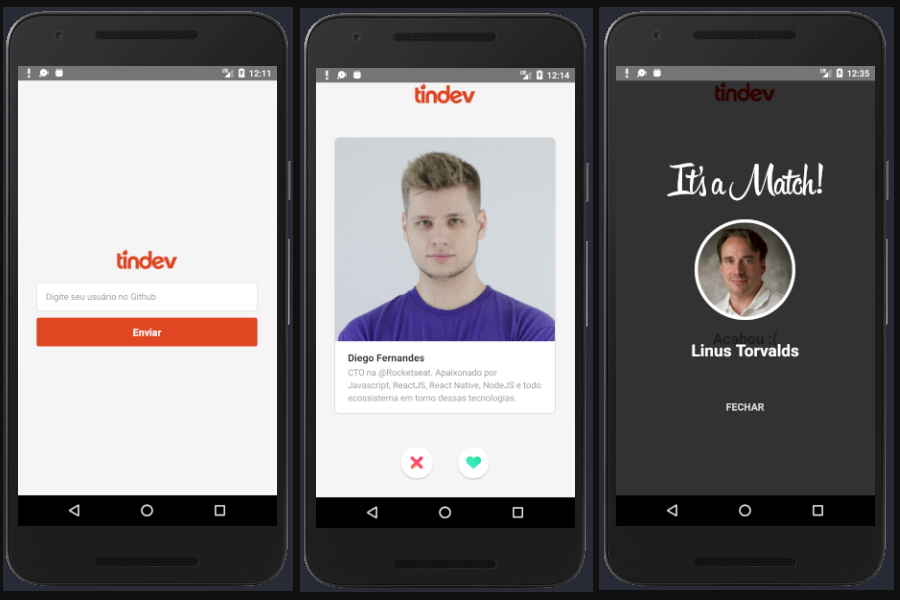 12:11
tindev
Digite seu usuário no Github
Enviar
12:14
tindev
Diego Fernandes
CTO na @Rocketseat. Apaixonado por
Javascript, ReactJS, React Native, NodeJS e todo
ecossistema em torno dessas tecnologias.
12:35
tindev
It's a Match!
Acabou :(
Linus Torvalds
FECHAR